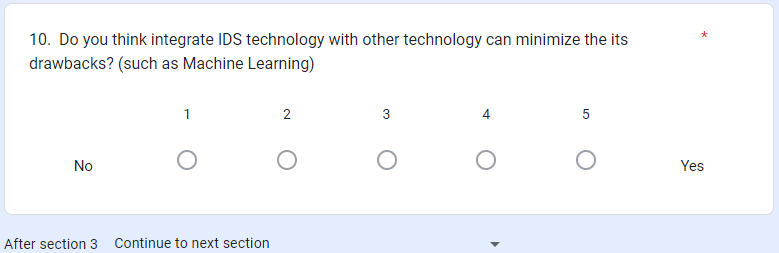 10. Do you think integrate IDS technology with other technology can minimize the its *
drawbacks? (such as Machine Learning)
1 2 3 4 5
No Yes
After section 3 Continue to next section